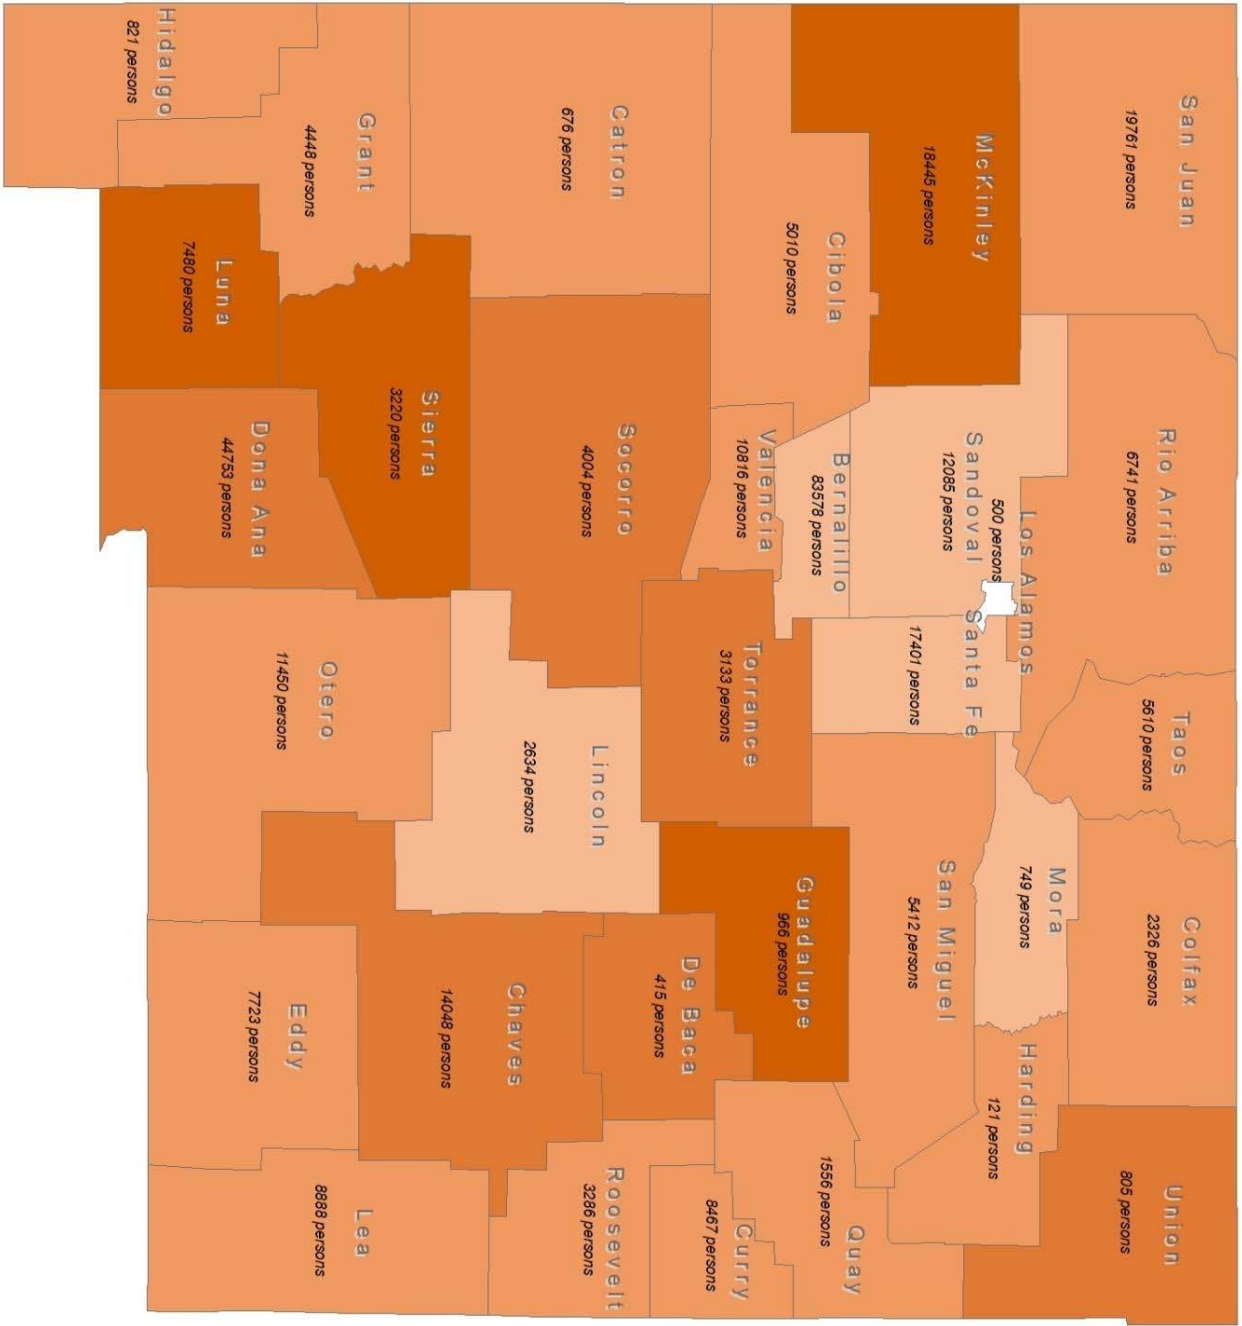 San Juan
19761 persons
Rio Arriba
6741 persons
Taos
5610 persons
Colfax
2326 persons
Union
805 persons
McKinley
18445 persons
Sandoval
12085 persons
Los Alamos
500 persons
Santa Fe
17401 persons
Mora
749 persons
Harding
121 persons
San Miguel
5412 persons
Cibola
5010 persons
Bernalillo
83578 persons
Valencia
10816 persons
Torrance
3133 persons
Guadalupe
966 persons
Quay
1556 persons
Curry
8467 persons
De Baca
415 persons
Roosevelt
3286 persons
Catron
676 persons
Socorro
4004 persons
Lincoln
2634 persons
Chaves
14048 persons
Sierra
3220 persons
Grant
4448 persons
Otero
11450 persons
Eddy
7723 persons
Lea
8888 persons
Hidalgo
821 persons
Luna
7480 persons
Dona Ana
44753 persons